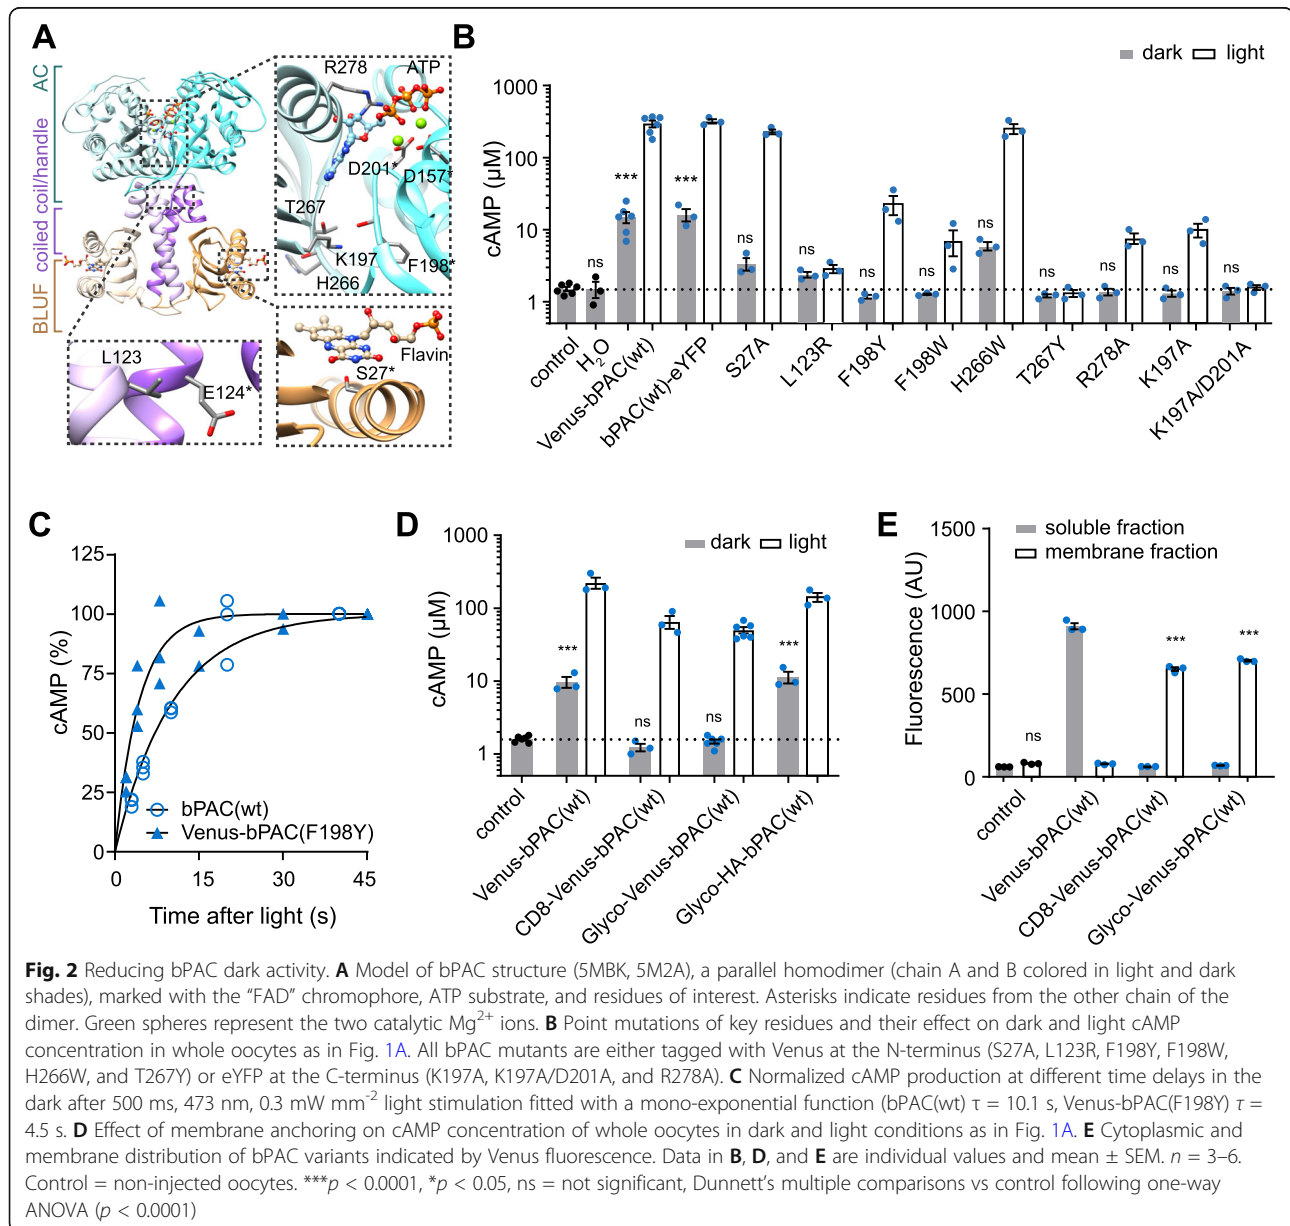 A
AC
coiled coil/handle
BLUF
R278
ATP
D201*
D157*
T267
K197
F198*
H266
L123
E124*
Flavin
S27*
B
dark
light
cAMP (µM)
1000
100
10
1
***
***
ns
ns
ns
ns
ns
ns
ns
ns
ns
ns
control
H2O
Venus-bPAC(wt)
bPAC(wt)-eYFP
S27A
L123R
F198Y
F198W
H266W
T267Y
R278A
K197A
K197A/D201A
C
cAMP (%)
125
100
75
50
25
0
bPAC(wt)
Venus-bPAC(F198Y)
0
15
30
45
Time after light (s)
D
dark
light
cAMP (µM)
1000
100
10
1
***
ns
ns
***
control
Venus-bPAC(wt)
CD8-Venus-bPAC(wt)
Glyco-Venus-bPAC(wt)
Glyco-HA-bPAC(wt)
E
soluble fraction
membrane fraction
Fluorescence (AU)
1500
1000
500
0
ns
***
***
control
Venus-bPAC(wt)
CD8-Venus-bPAC(wt)
Glyco-Venus-bPAC(wt)
Fig. 2 Reducing bPAC dark activity. A Model of bPAC structure (5MBK, 5M2A), a parallel homodimer (chain A and B colored in light and dark
shades), marked with the “FAD” chromophore, ATP substrate, and residues of interest. Asterisks indicate residues from the other chain of the
dimer. Green spheres represent the two catalytic Mg2+ ions. B Point mutations of key residues and their effect on dark and light cAMP
concentration in whole oocytes as in Fig. 1A. All bPAC mutants are either tagged with Venus at the N-terminus (S27A, L123R, F198Y, F198W,
H266W, and T267Y) or eYFP at the C-terminus (K197A, K197A/D201A, and R278A). C Normalized cAMP production at different time delays in the
dark after 500 ms, 473 nm, 0.3 mW mm-2 light stimulation fitted with a mono-exponential function (bPAC(wt) τ = 10.1 s, Venus-bPAC(F198Y) τ =
4.5 s. D Effect of membrane anchoring on cAMP concentration of whole oocytes in dark and light conditions as in Fig. 1A. E Cytoplasmic and
membrane distribution of bPAC variants indicated by Venus fluorescence. Data in B, D, and E are individual values and mean ± SEM. n = 3–6.
Control = non-injected oocytes. ***p < 0.0001, *p < 0.05, ns = not significant, Dunnett’s multiple comparisons vs control following one-way
ANOVA (p < 0.0001)